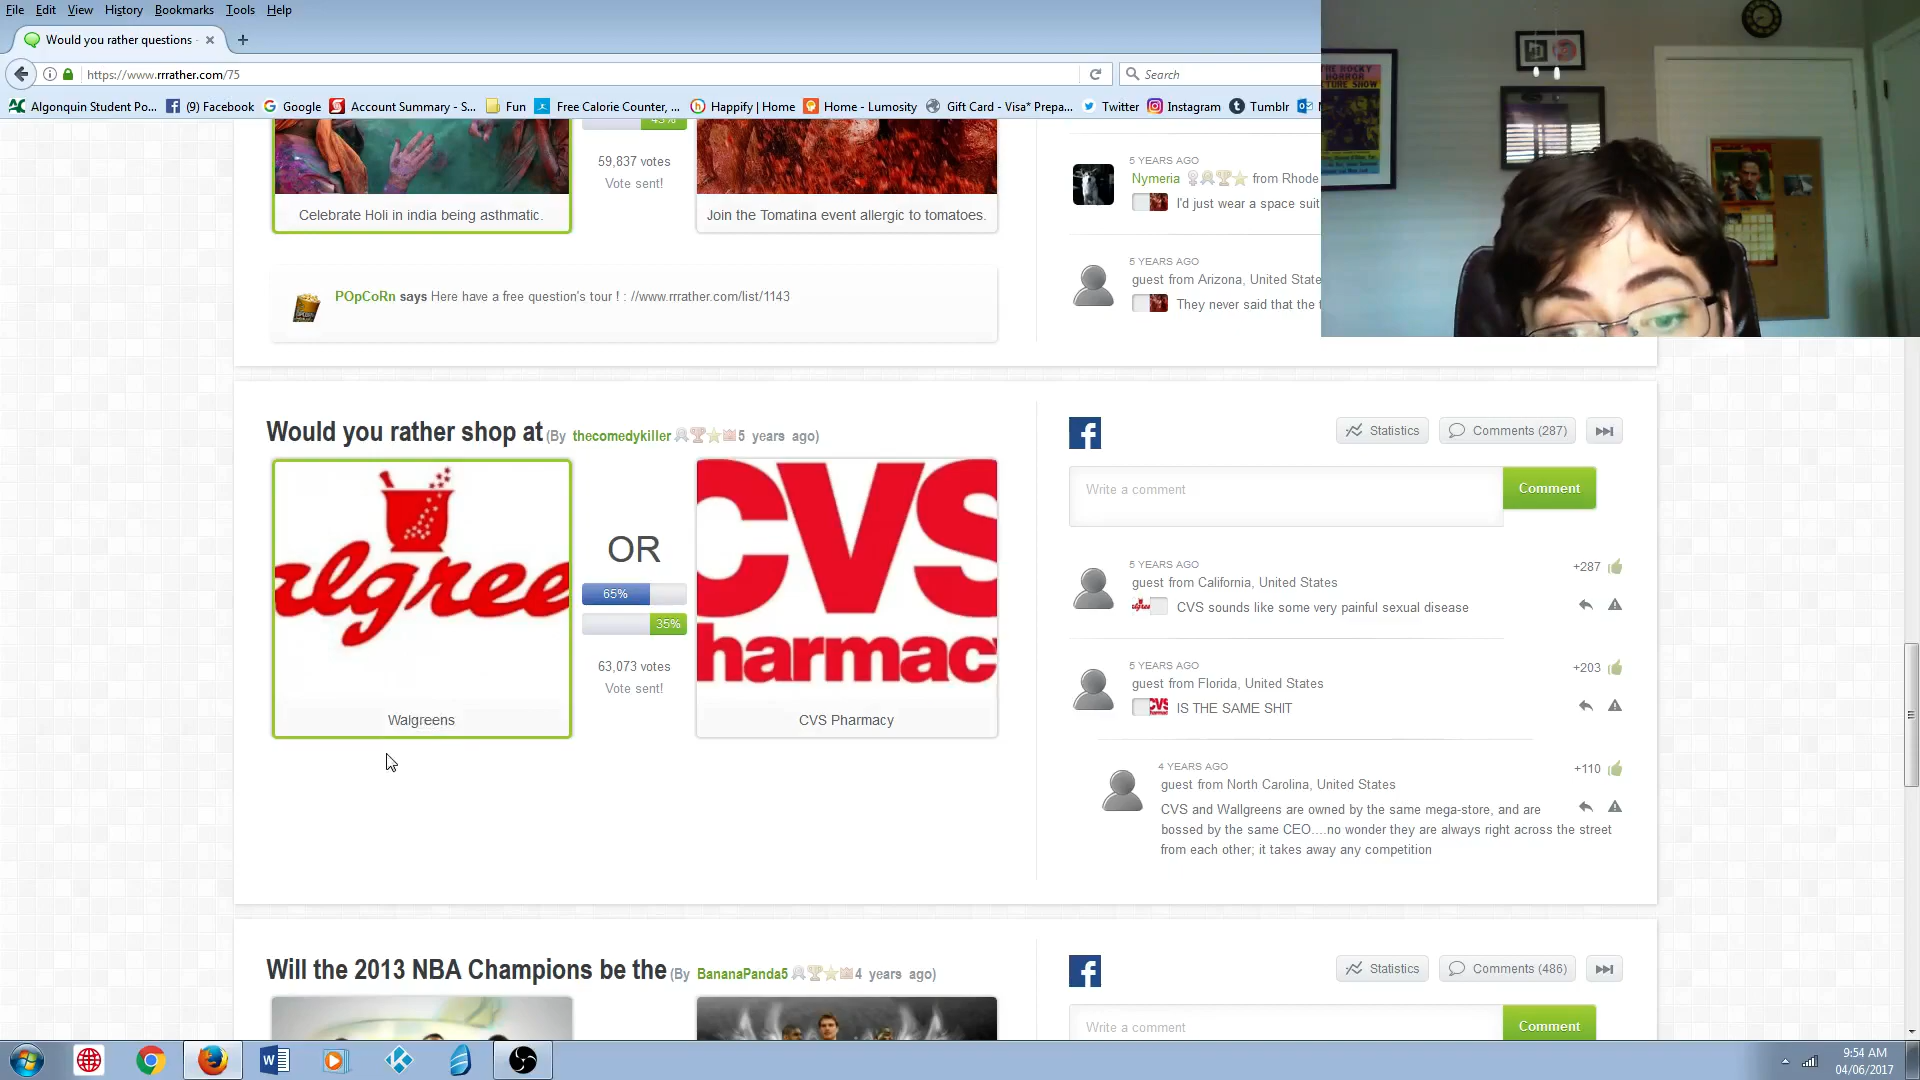 File Edit View History Bookmarks Tools Help
Would you rather questions -
https://www.rrrather.com/75
Search
Algonquin Student Po... (9) Facebook Google Account Summary - S... Fun Free Calorie Counter, ... Happify | Home Home - Lumosity Gift Card - Visa* Prepa... Twitter Instagram Tumblr
43%
59,837 votes
Vote sent!
Celebrate Holi in india being asthmatic.
Join the Tomatina event allergic to tomatoes.
POpCoRn says Here have a free question's tour ! : //www.rrrather.com/list/1143
5 YEARS AGO
Nymeria from Rhode
I'd just wear a space suit
5 YEARS AGO
guest from Arizona, United State
They never said that the
THE ROCKY
HORROR
PICTURE SHOW
Would you rather shop at (By thecomedykiller 5 years ago)
algree
Walgreens
OR
65%
35%
63,073 votes
Vote sent!
CVS
harmac
CVS Pharmacy
Statistics
Comments (287)
Write a comment
Comment
5 YEARS AGO
guest from California, United States
CVS sounds like some very painful sexual disease
+287
5 YEARS AGO
guest from Florida, United States
CVS
IS THE SAME SHIT
+203
4 YEARS AGO
guest from North Carolina, United States
CVS and Wallgreens are owned by the same mega-store, and are
bossed by the same CEO....no wonder they are always right across the street
from each other; it takes away any competition
+110
Will the 2013 NBA Champions be the (By BananaPanda5 4 years ago)
Statistics
Comments (486)
Write a comment
Comment
9:54 AM
04/06/2017